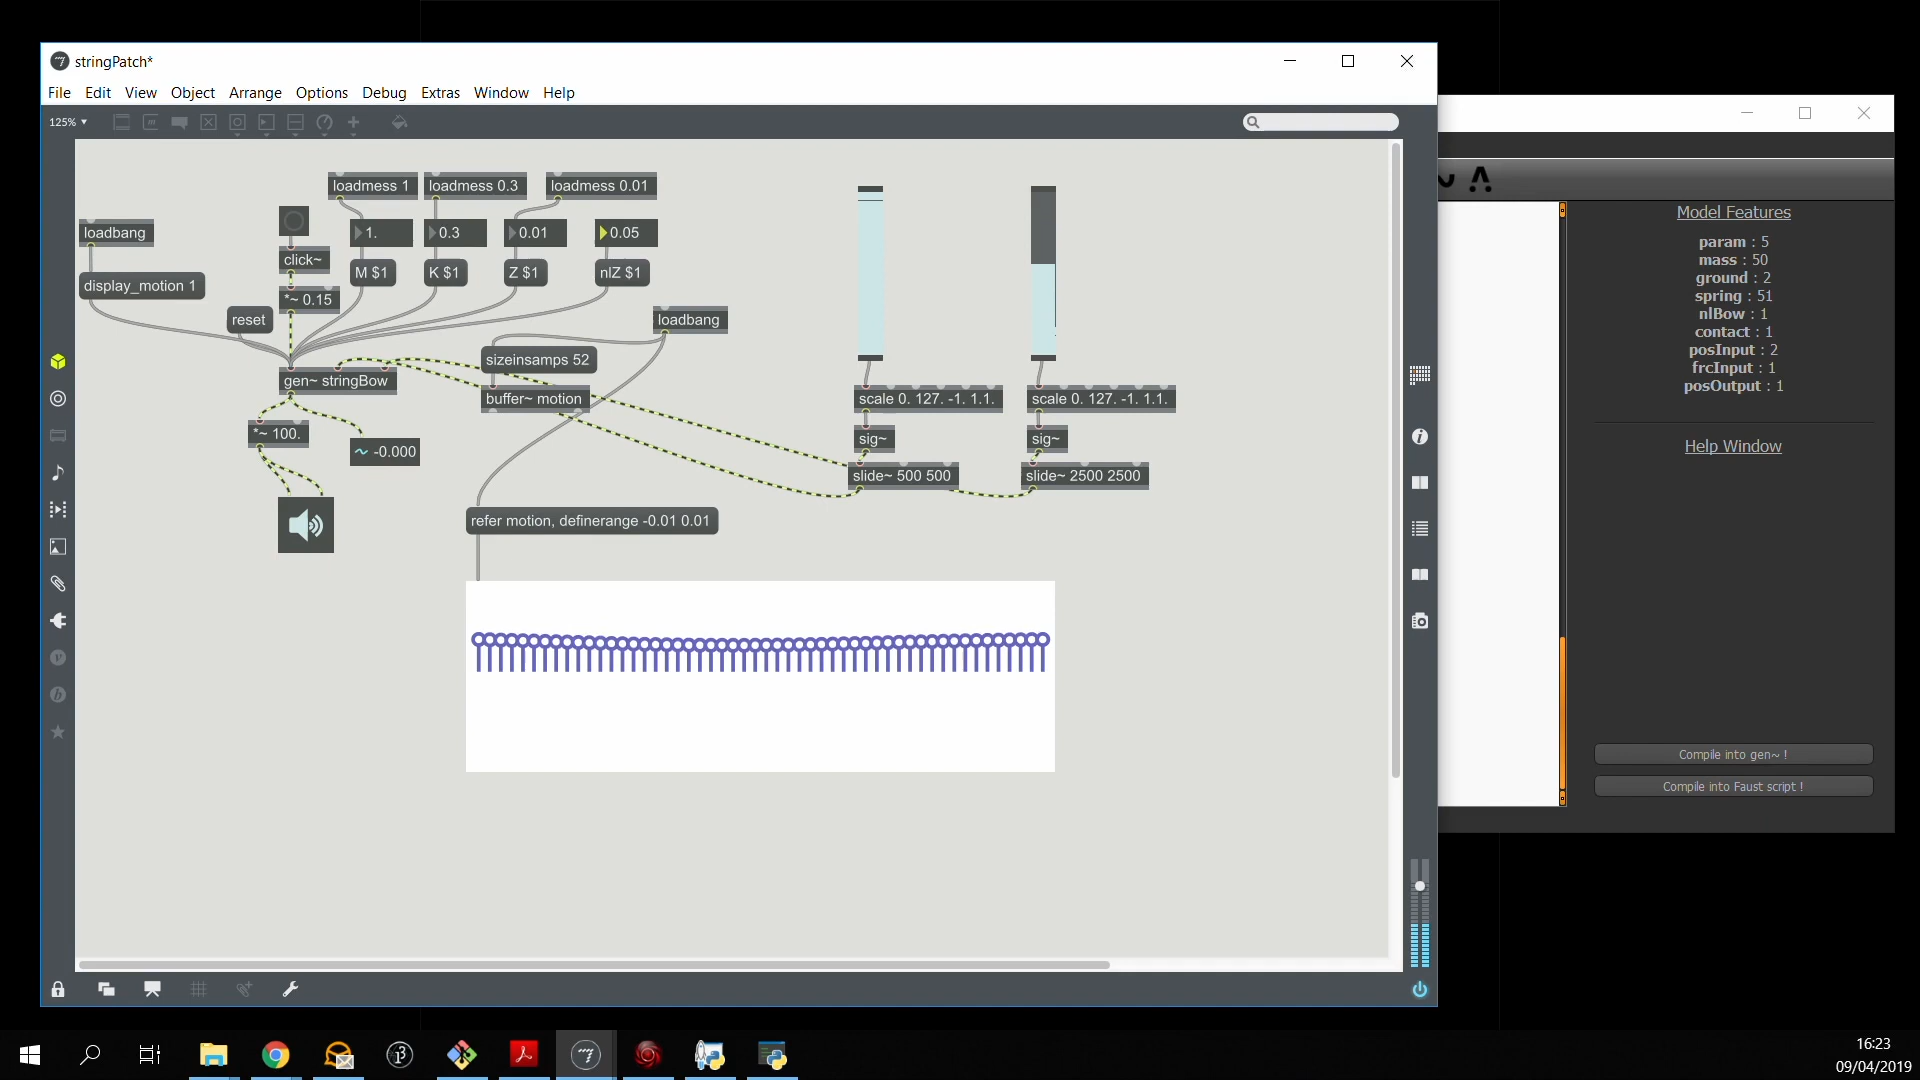 stringPatch*
File Edit View Object Arrange Options Debug Extras Window Help
125%
loadmess 1 loadmess 0.3 loadmess 0.01
loadbang 1. 0.3 0.01 0.05
click~
M $1 K $1 Z $1 nlZ $1
display_motion 1
*~ 0.15
reset
loadbang
sizeinsamps 52
gen~ stringBow
buffer~ motion
scale 0. 127. -1. 1.1. scale 0. 127. -1. 1.1.
*~ 100.
-0.000
sig~ sig~
slide~ 500 500 slide~ 2500 2500
refer motion, definerange -0.01 0.01
Model Features
param : 5
mass : 50
ground : 2
spring : 51
nlBow : 1
contact : 1
posInput : 2
frcInput : 1
posOutput : 1
Help Window
Compile into gen~ !
Compile into Faust script !
16:23
09/04/2019